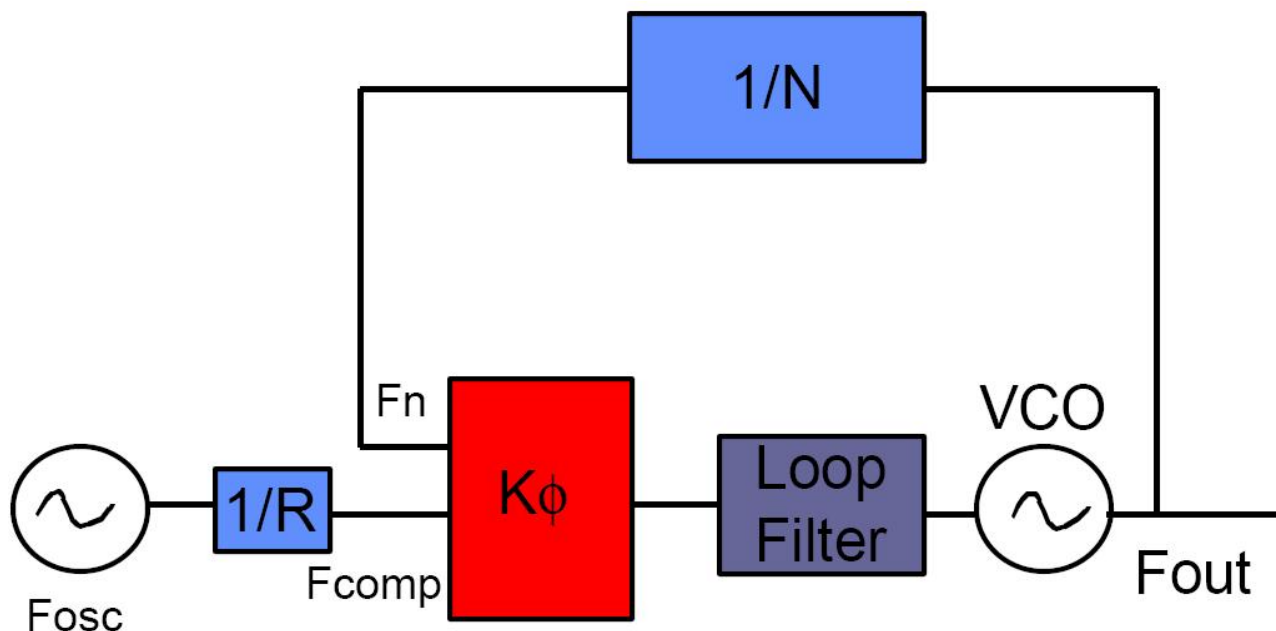 1/N
Fn
VCO
Kϕ
Loop
Filter
1/R
Fcomp
Fout
Fosc